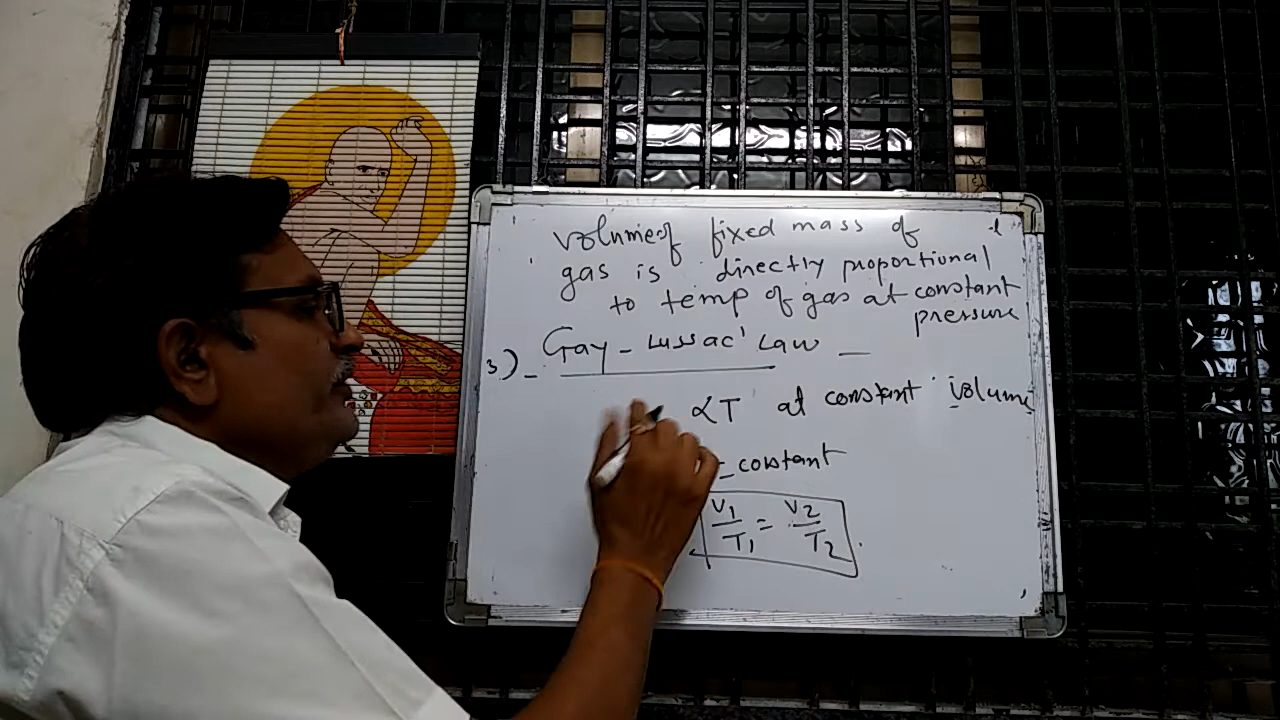 volume of fixed mass of
gas is directly proportional
to temp of gas at constant
pressure
3) - Gay - Lussac' Law -
∝T at constant volume
= constant
V1/T1 = V2/T2